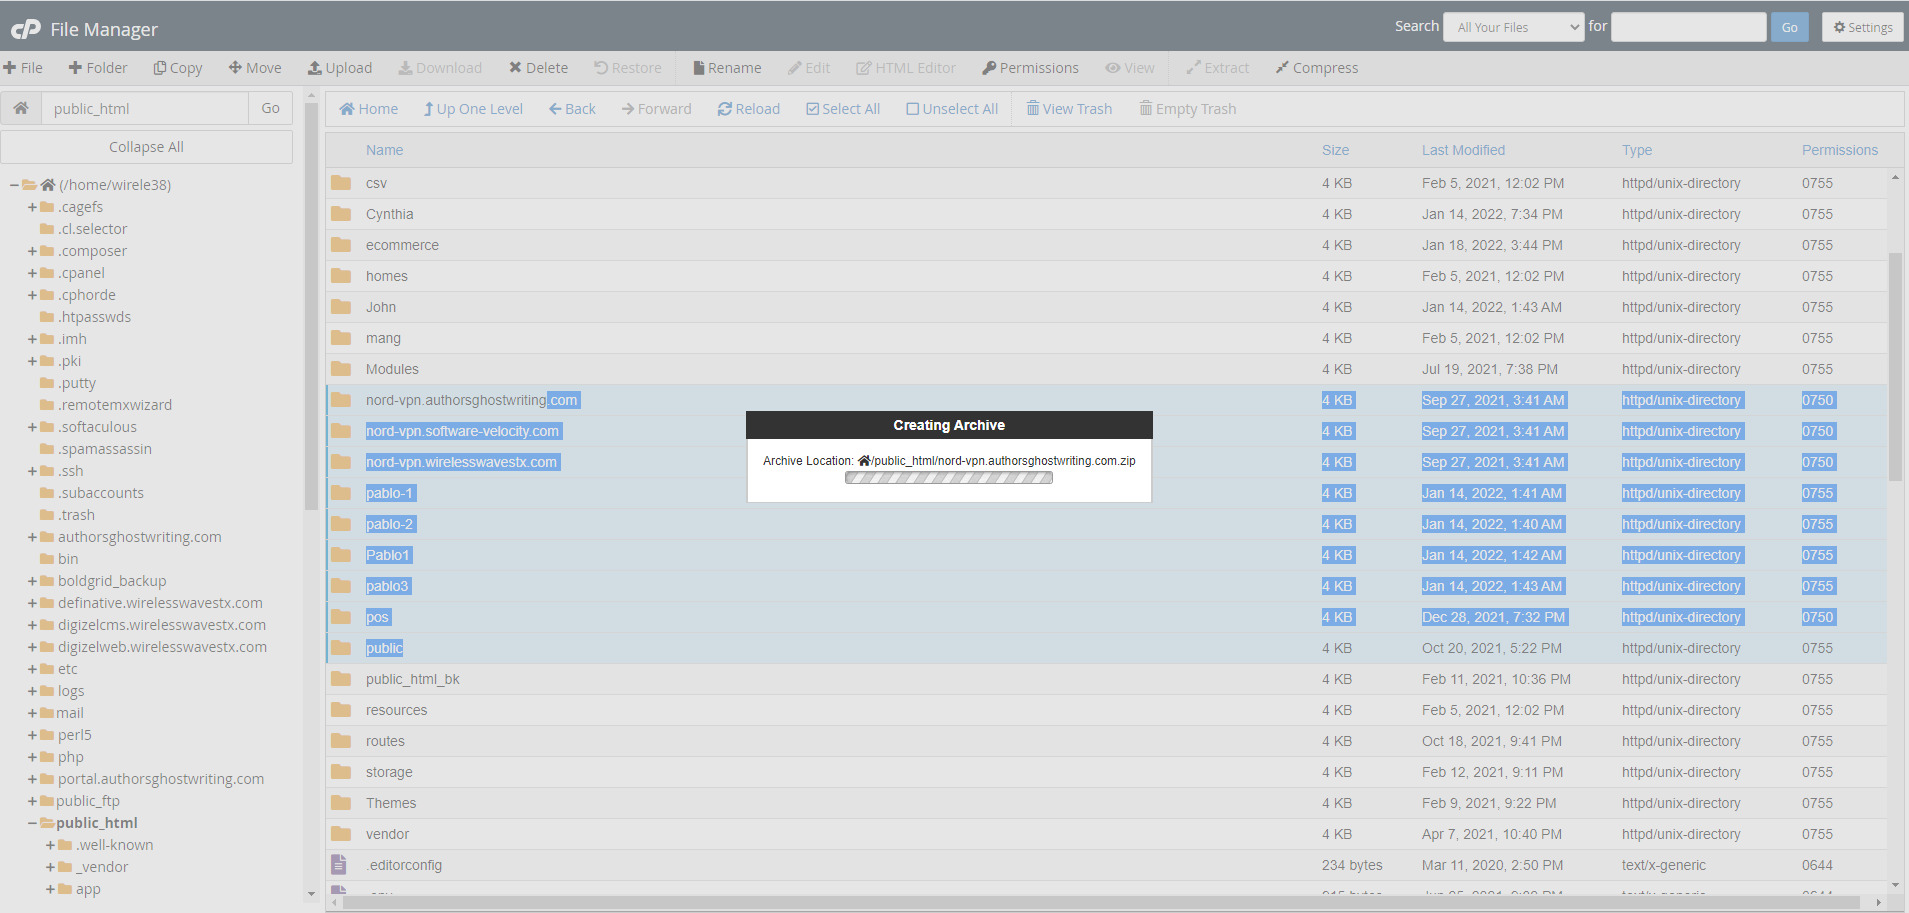 cP File Manager
Search All Your Files for Go Settings
File Folder Copy Move Upload Download Delete Restore Rename Edit HTML Editor Permissions View Extract Compress
public_html Go
Home Up One Level Back Forward Reload Select All Unselect All View Trash Empty Trash
Collapse All
(/home/wirele38)
.cagefs
.cl.selector
.composer
.cpanel
.cphorde
.htpasswds
.imh
.pki
.putty
.remotemxwizard
.softaculous
.spamassassin
.ssh
.subaccounts
.trash
authorsghostwriting.com
bin
boldgrid_backup
definative.wirelesswavestx.com
digizelcms.wirelesswavestx.com
digizelweb.wirelesswavestx.com
etc
logs
mail
perl5
php
portal.authorsghostwriting.com
public_ftp
public_html
.well-known
_vendor
app
Name Size Last Modified Type Permissions
csv 4 KB Feb 5, 2021, 12:02 PM httpd/unix-directory 0755
Cynthia 4 KB Jan 14, 2022, 7:34 PM httpd/unix-directory 0755
ecommerce 4 KB Jan 18, 2022, 3:44 PM httpd/unix-directory 0755
homes 4 KB Feb 5, 2021, 12:02 PM httpd/unix-directory 0755
John 4 KB Jan 14, 2022, 1:43 AM httpd/unix-directory 0755
mang 4 KB Feb 5, 2021, 12:02 PM httpd/unix-directory 0755
Modules 4 KB Jul 19, 2021, 7:38 PM httpd/unix-directory 0755
nord-vpn.authorsghostwriting.com 4 KB Sep 27, 2021, 3:41 AM httpd/unix-directory 0750
nord-vpn.software-velocity.com 4 KB Sep 27, 2021, 3:41 AM httpd/unix-directory 0750
nord-vpn.wirelesswavestx.com 4 KB Sep 27, 2021, 3:41 AM httpd/unix-directory 0750
pablo-1 4 KB Jan 14, 2022, 1:41 AM httpd/unix-directory 0755
pablo-2 4 KB Jan 14, 2022, 1:40 AM httpd/unix-directory 0755
Pablo1 4 KB Jan 14, 2022, 1:42 AM httpd/unix-directory 0755
pablo3 4 KB Jan 14, 2022, 1:43 AM httpd/unix-directory 0755
pos 4 KB Dec 28, 2021, 7:32 PM httpd/unix-directory 0750
public 4 KB Oct 20, 2021, 5:22 PM httpd/unix-directory 0755
public_html_bk 4 KB Feb 11, 2021, 10:36 PM httpd/unix-directory 0755
resources 4 KB Feb 5, 2021, 12:02 PM httpd/unix-directory 0755
routes 4 KB Oct 18, 2021, 9:41 PM httpd/unix-directory 0755
storage 4 KB Feb 12, 2021, 9:11 PM httpd/unix-directory 0755
Themes 4 KB Feb 9, 2021, 9:22 PM httpd/unix-directory 0755
vendor 4 KB Apr 7, 2021, 10:40 PM httpd/unix-directory 0755
.editorconfig 234 bytes Mar 11, 2020, 2:50 PM text/x-generic 0644
Creating Archive
Archive Location: /public_html/nord-vpn.authorsghostwriting.com.zip